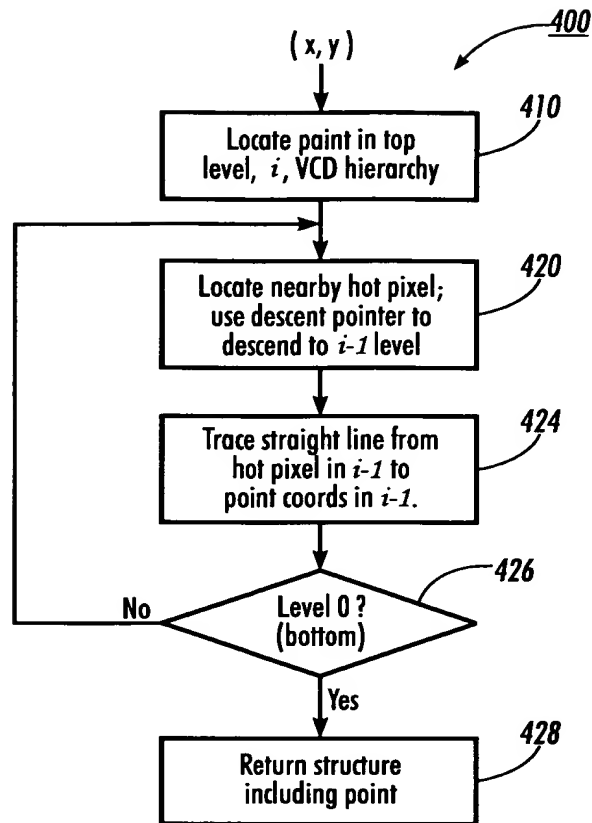 400
( x, y )
410
Locate paint in top
level, i, VCD hierarchy
420
Locate nearby hot pixel;
use descent pointer to
descend to i-1 level
424
Trace straight line from
hot pixel in i-1 to
point coords in i-1.
426
Level 0 ?
(bottom)
No
Yes
428
Return structure
including point